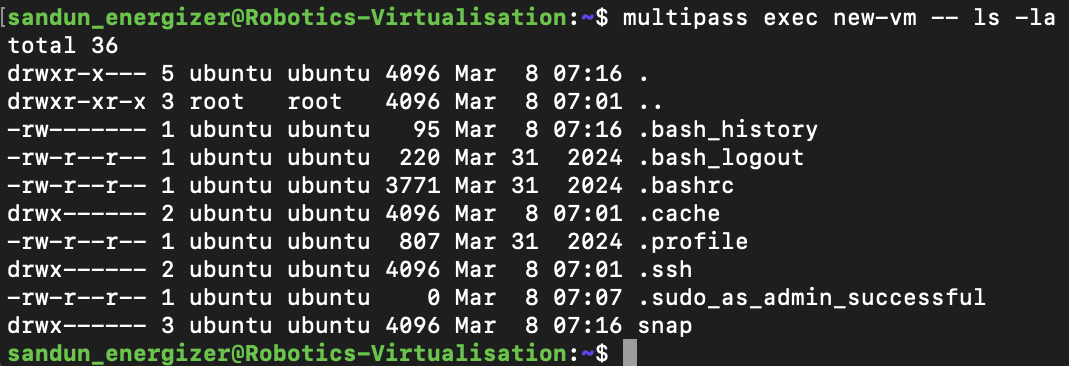 sandun_energizer@Robotics-Virtualisation:~$ multipass exec new-vm -- ls -la
total 36
drwxr-x--- 5 ubuntu ubuntu 4096 Mar  8 07:16 .
drwxr-xr-x 3 root   root   4096 Mar  8 07:01 ..
-rw------- 1 ubuntu ubuntu   95 Mar  8 07:16 .bash_history
-rw-r--r-- 1 ubuntu ubuntu  220 Mar 31  2024 .bash_logout
-rw-r--r-- 1 ubuntu ubuntu 3771 Mar 31  2024 .bashrc
drwx------ 2 ubuntu ubuntu 4096 Mar  8 07:01 .cache
-rw-r--r-- 1 ubuntu ubuntu  807 Mar 31  2024 .profile
drwx------ 2 ubuntu ubuntu 4096 Mar  8 07:01 .ssh
-rw-r--r-- 1 ubuntu ubuntu    0 Mar  8 07:07 .sudo_as_admin_successful
drwx------ 3 ubuntu ubuntu 4096 Mar  8 07:16 snap
sandun_energizer@Robotics-Virtualisation:~$